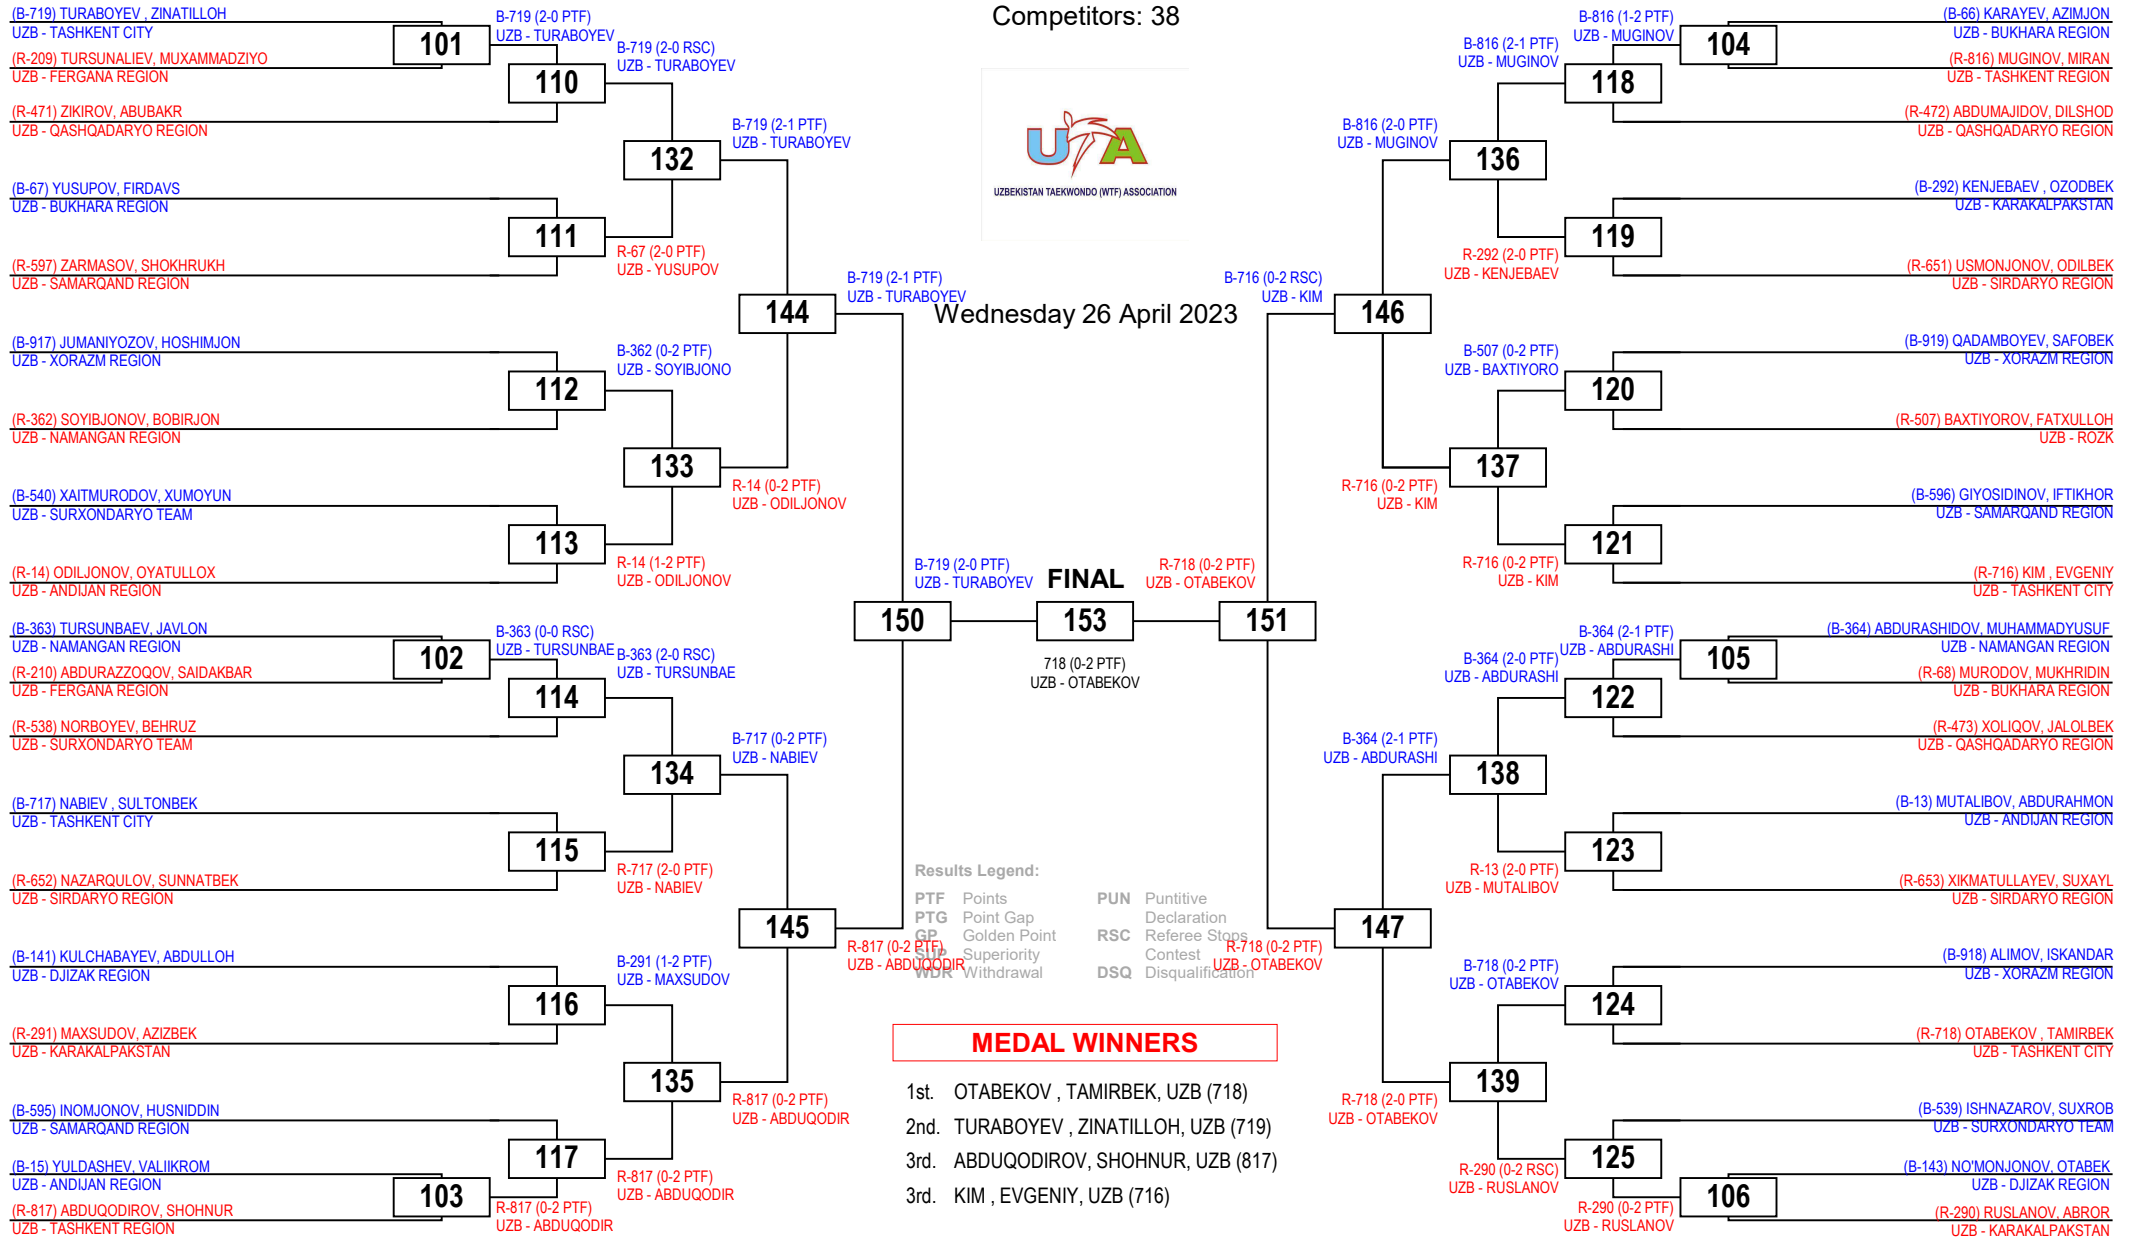 Competitors: 38
UTA
UZBEKISTAN TAEKWONDO (WTF) ASSOCIATION
Wednesday 26 April 2023
(B-719) TURABOYEV , ZINATILLOH
UZB - TASHKENT CITY
(R-209) TURSUNALIEV, MUXAMMADZIYO
UZB - FERGANA REGION
(R-471) ZIKIROV, ABUBAKR
UZB - QASHQADARYO REGION
(B-67) YUSUPOV, FIRDAVS
UZB - BUKHARA REGION
(R-597) ZARMASOV, SHOKHRUKH
UZB - SAMARQAND REGION
(B-917) JUMANIYOZOV, HOSHIMJON
UZB - XORAZM REGION
(R-362) SOYIBJONOV, BOBIRJON
UZB - NAMANGAN REGION
(B-540) XAITMURODOV, XUMOYUN
UZB - SURXONDARYO TEAM
(R-14) ODILJONOV, OYATULLOX
UZB - ANDIJAN REGION
(B-363) TURSUNBAEV, JAVLON
UZB - NAMANGAN REGION
(R-210) ABDURAZZOQOV, SAIDAKBAR
UZB - FERGANA REGION
(R-538) NORBOYEV, BEHRUZ
UZB - SURXONDARYO TEAM
(B-717) NABIEV , SULTONBEK
UZB - TASHKENT CITY
(R-652) NAZARQULOV, SUNNATBEK
UZB - SIRDARYO REGION
(B-141) KULCHABAYEV, ABDULLOH
UZB - DJIZAK REGION
(R-291) MAXSUDOV, AZIZBEK
UZB - KARAKALPAKSTAN
(B-595) INOMJONOV, HUSNIDDIN
UZB - SAMARQAND REGION
(B-15) YULDASHEV, VALIIKROM
UZB - ANDIJAN REGION
(R-817) ABDUQODIROV, SHOHNUR
UZB - TASHKENT REGION
101
B-719 (2-0 PTF)
UZB - TURABOYEV
102
B-363 (0-0 RSC)
UZB - TURSUNBAE
103
R-817 (0-2 PTF)
UZB - ABDUQODIR
110
B-719 (2-0 RSC)
UZB - TURABOYEV
111
R-67 (2-0 PTF)
UZB - YUSUPOV
112
B-362 (0-2 PTF)
UZB - SOYIBJONO
113
R-14 (1-2 PTF)
UZB - ODILJONOV
114
B-363 (2-0 RSC)
UZB - TURSUNBAE
115
R-717 (2-0 PTF)
UZB - NABIEV
116
B-291 (1-2 PTF)
UZB - MAXSUDOV
117
R-817 (0-2 PTF)
UZB - ABDUQODIR
132
B-719 (2-1 PTF)
UZB - TURABOYEV
133
R-14 (0-2 PTF)
UZB - ODILJONOV
134
B-717 (0-2 PTF)
UZB - NABIEV
135
R-817 (0-2 PTF)
UZB - ABDUQODIR
144
B-719 (2-1 PTF)
UZB - TURABOYEV
145
R-817 (0-2 PTF)
UZB - ABDUQODIR
150
B-719 (2-0 PTF)
UZB - TURABOYEV
FINAL
153
718 (0-2 PTF)
UZB - OTABEKOV
R-718 (0-2 PTF)
UZB - OTABEKOV
151
B-716 (0-2 RSC)
UZB - KIM
146
R-718 (0-2 PTF)
UZB - OTABEKOV
147
B-816 (2-0 PTF)
UZB - MUGINOV
136
R-716 (0-2 PTF)
UZB - KIM
137
B-364 (2-1 PTF)
UZB - ABDURASHI
138
R-718 (2-0 PTF)
UZB - OTABEKOV
139
B-816 (2-1 PTF)
UZB - MUGINOV
118
R-292 (2-0 PTF)
UZB - KENJEBAEV
119
B-507 (0-2 PTF)
UZB - BAXTIYORO
120
R-716 (0-2 PTF)
UZB - KIM
121
B-364 (2-0 PTF)
UZB - ABDURASHI
122
R-13 (2-0 PTF)
UZB - MUTALIBOV
123
B-718 (0-2 PTF)
UZB - OTABEKOV
124
R-290 (0-2 RSC)
UZB - RUSLANOV
125
B-816 (1-2 PTF)
UZB - MUGINOV
104
B-364 (2-1 PTF)
UZB - ABDURASHI
105
R-290 (0-2 PTF)
UZB - RUSLANOV
106
(B-66) KARAYEV, AZIMJON
UZB - BUKHARA REGION
(R-816) MUGINOV, MIRAN
UZB - TASHKENT REGION
(R-472) ABDUMAJIDOV, DILSHOD
UZB - QASHQADARYO REGION
(B-292) KENJEBAEV , OZODBEK
UZB - KARAKALPAKSTAN
(R-651) USMONJONOV, ODILBEK
UZB - SIRDARYO REGION
(B-919) QADAMBOYEV, SAFOBEK
UZB - XORAZM REGION
(R-507) BAXTIYOROV, FATXULLOH
UZB - ROZK
(B-596) GIYOSIDINOV, IFTIKHOR
UZB - SAMARQAND REGION
(R-716) KIM , EVGENIY
UZB - TASHKENT CITY
(B-364) ABDURASHIDOV, MUHAMMADYUSUF
UZB - NAMANGAN REGION
(R-68) MURODOV, MUKHRIDIN
UZB - BUKHARA REGION
(R-473) XOLIQOV, JALOLBEK
UZB - QASHQADARYO REGION
(B-13) MUTALIBOV, ABDURAHMON
UZB - ANDIJAN REGION
(R-653) XIKMATULLAYEV, SUXAYL
UZB - SIRDARYO REGION
(B-918) ALIMOV, ISKANDAR
UZB - XORAZM REGION
(R-718) OTABEKOV , TAMIRBEK
UZB - TASHKENT CITY
(B-539) ISHNAZAROV, SUXROB
UZB - SURXONDARYO TEAM
(B-143) NO'MONJONOV, OTABEK
UZB - DJIZAK REGION
(R-290) RUSLANOV, ABROR
UZB - KARAKALPAKSTAN
Results Legend:
PTF Points
PTG Point Gap
GP Golden Point
SUP Superiority
WDR Withdrawal
PUN Puntitive
Declaration
RSC Referee Stops
Contest
DSQ Disqualification
MEDAL WINNERS
1st. OTABEKOV , TAMIRBEK, UZB (718)
2nd. TURABOYEV , ZINATILLOH, UZB (719)
3rd. ABDUQODIROV, SHOHNUR, UZB (817)
3rd. KIM , EVGENIY, UZB (716)